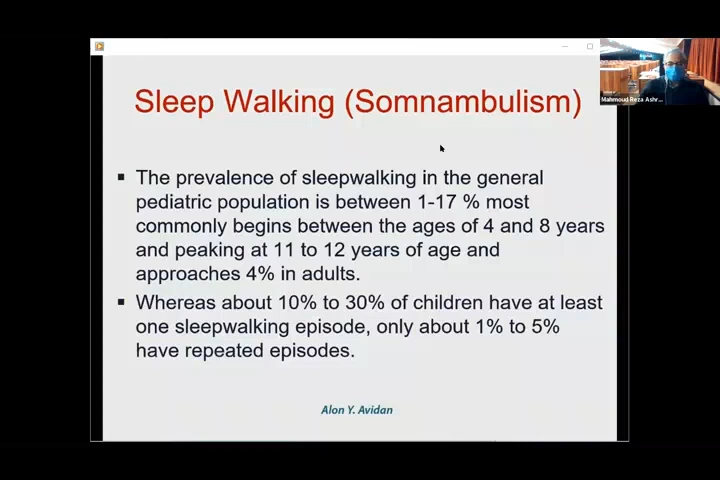 Sleep Walking (Somnambulism)
Mahmoud Reza Ashr...
▪ The prevalence of sleepwalking in the general
pediatric population is between 1-17 % most
commonly begins between the ages of 4 and 8 years
and peaking at 11 to 12 years of age and
approaches 4% in adults.
▪ Whereas about 10% to 30% of children have at least
one sleepwalking episode, only about 1% to 5%
have repeated episodes.
Alon Y. Avidan